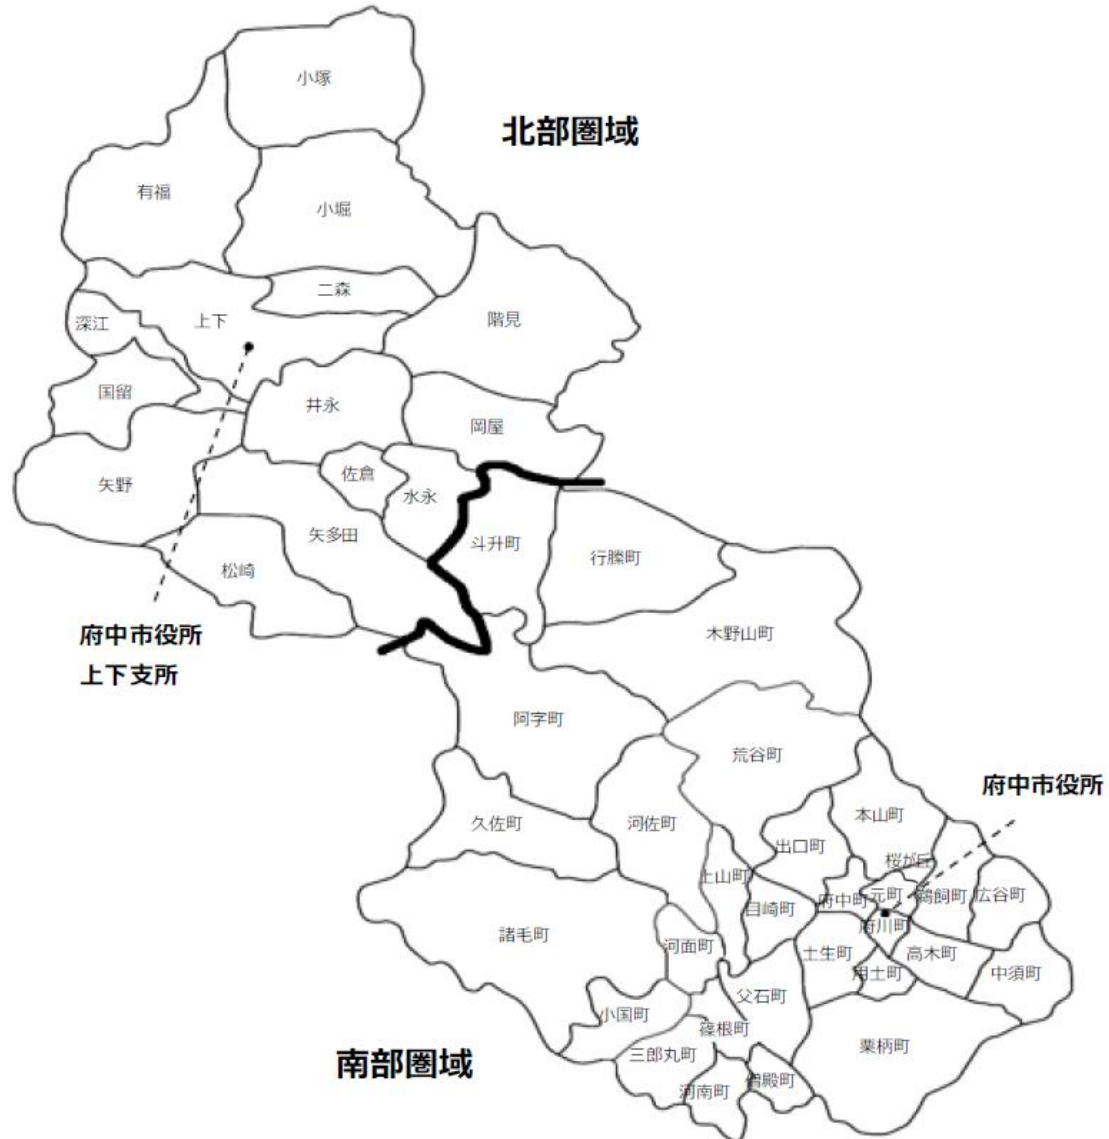 小塚
北部圏域
有福
小堀
二森
階見
深江
上下
国留
井永
岡屋
矢野
佐倉
水永
斗升町
矢多田
行縢町
松崎
府中市役所
上下支所
木野山町
阿字町
荒谷町
府中市役所
久佐町
河佐町
本山町
出口町
桜が丘
上山町
目崎町
府中町
元町
鵜飼町
広谷町
府川町
諸毛町
河面町
土生町
高木町
用土町
中須町
父石町
小国町
篠根町
三郎丸町
栗柄町
南部圏域
僧殿町
河南町